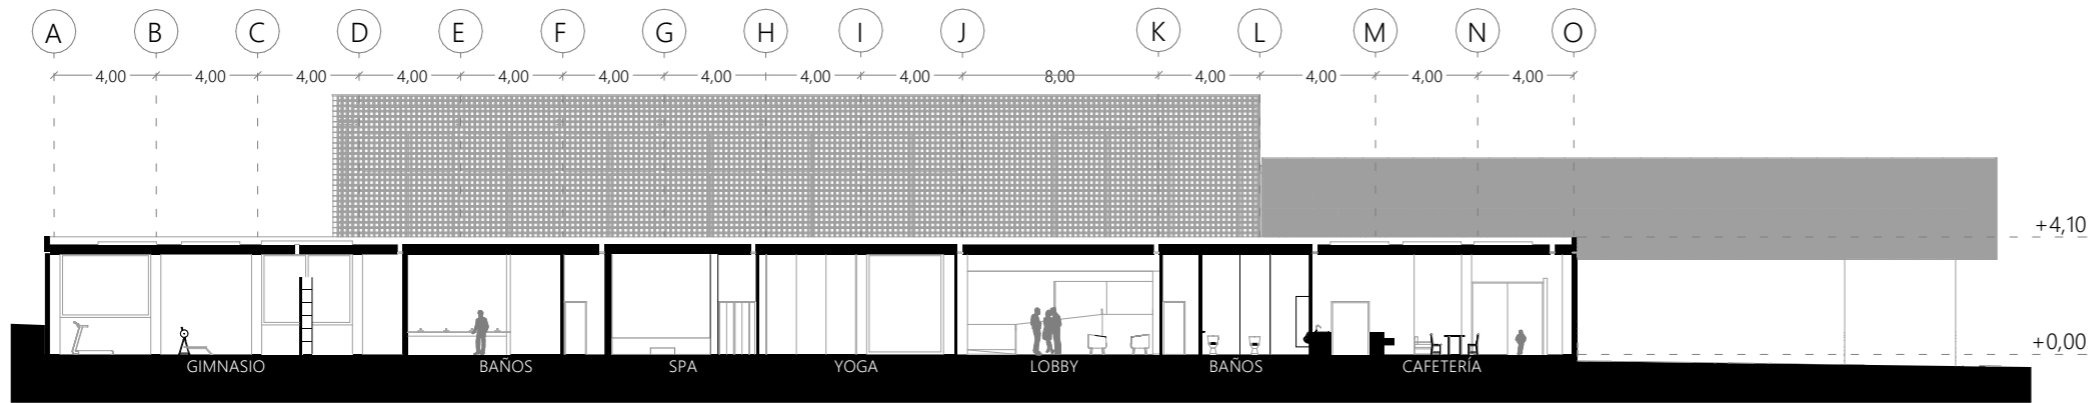 A B C D E F G H I J K L M N O
4,00 4,00 4,00 4,00 4,00 4,00 4,00 4,00 4,00 8,00 4,00 4,00 4,00 4,00
+4,10
+0,00
GIMNASIO BAÑOS SPA YOGA LOBBY BAÑOS CAFETERÍA